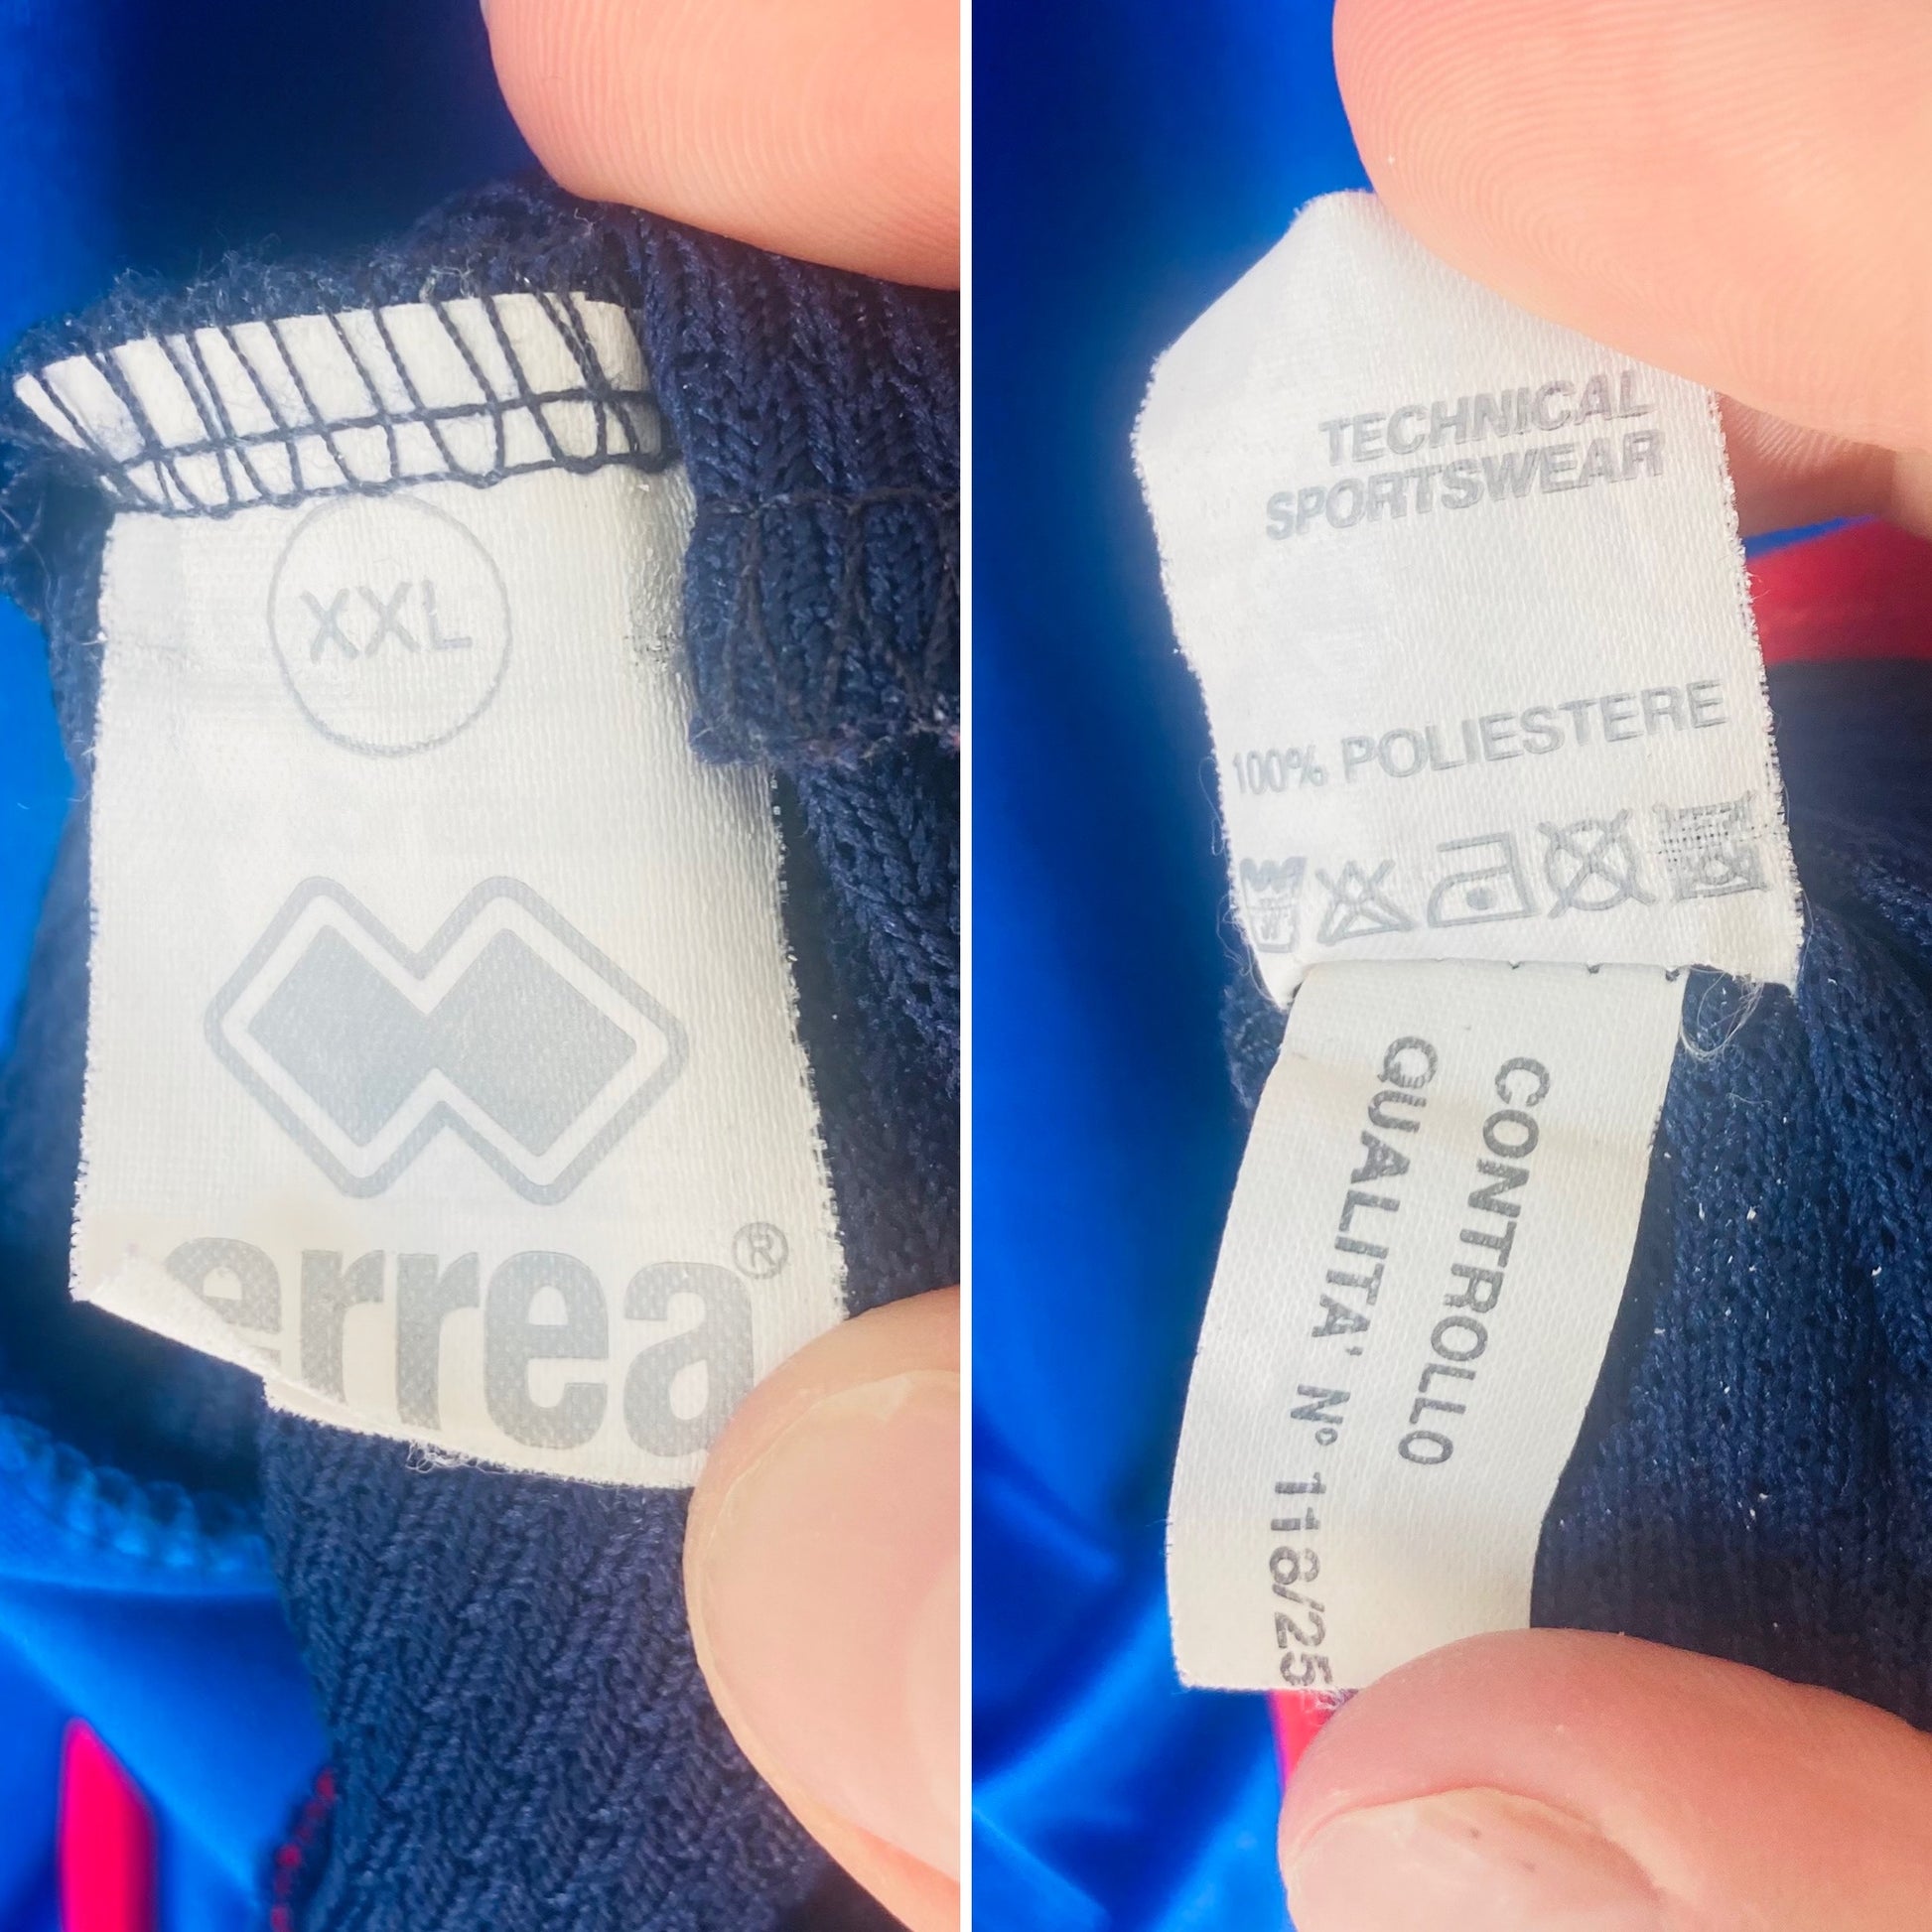 XXL
errea®
TECHNICAL
SPORTSWEAR
100% POLIESTERE
CONTROLLO
QUALITA' N° 118/25